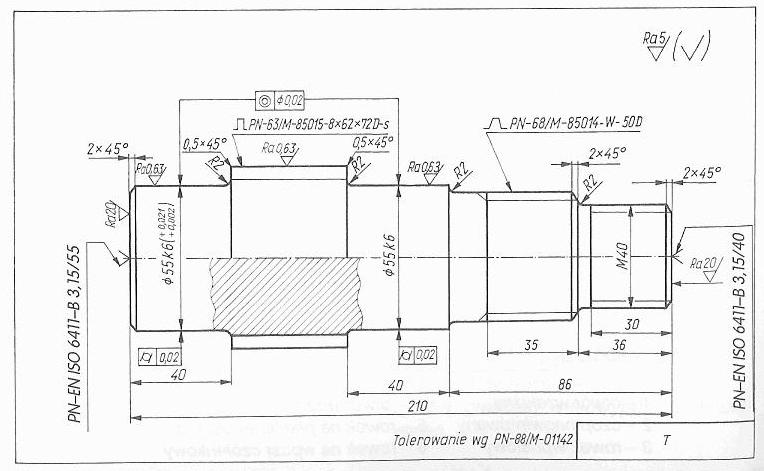 Ra5
(√)
◎ ϕ0,02
PN-63/M-85015-8×62×72D-s
PN-68/M-85014-W-50D
2×45°
0,5×45°
0,5×45°
2×45°
2×45°
Ra0,63
Ra0,63
Ra0,63
R2
R2
R2
R2
Ra20
Ra20
ϕ55k6(+0,021 +0,002)
ϕ55k6
M40
PN-EN ISO 6411-B 3,15/55
PN-EN ISO 6411-B 3,15/40
0,02
0,02
30
35
36
40
40
86
210
Tolerowanie wg PN-88/M-01142
T